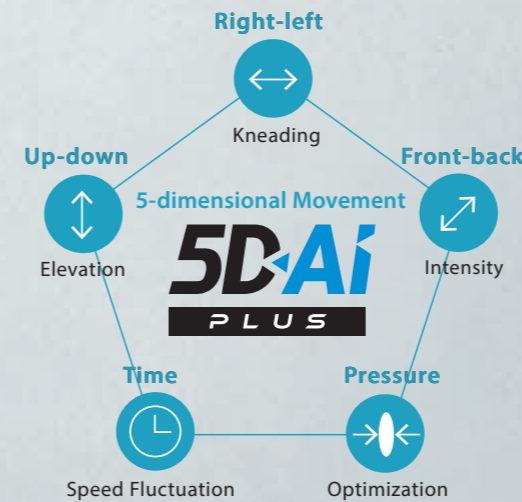 Right-left
Kneading
Up-down
Front-back
5-dimensional Movement
Elevation
5D AI
Intensity
PLUS
Time
Pressure
Speed Fluctuation
Optimization